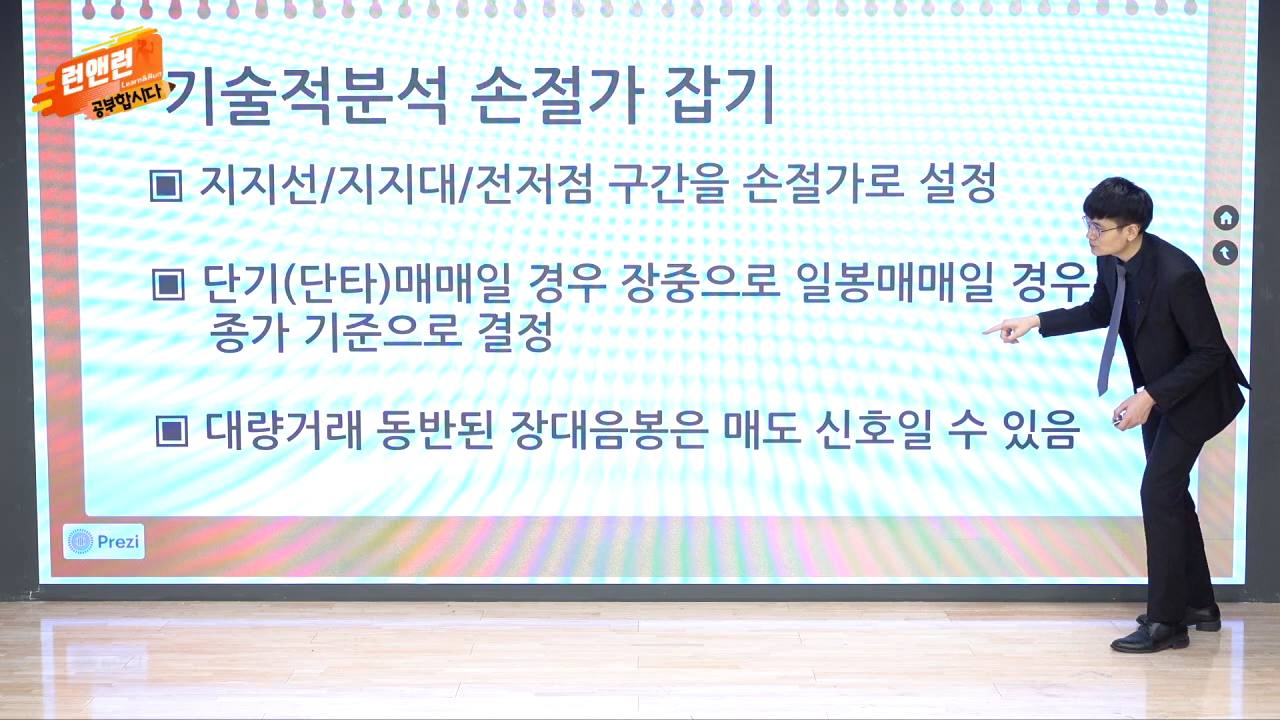 런앤런
Learn&Run
공부합시다
기술적분석 손절가 잡기
▣ 지지선/지지대/전저점 구간을 손절가로 설정
▣ 단기(단타)매매일 경우 장중으로 일봉매매일 경우
종가 기준으로 결정
▣ 대량거래 동반된 장대음봉은 매도 신호일 수 있음
Prezi